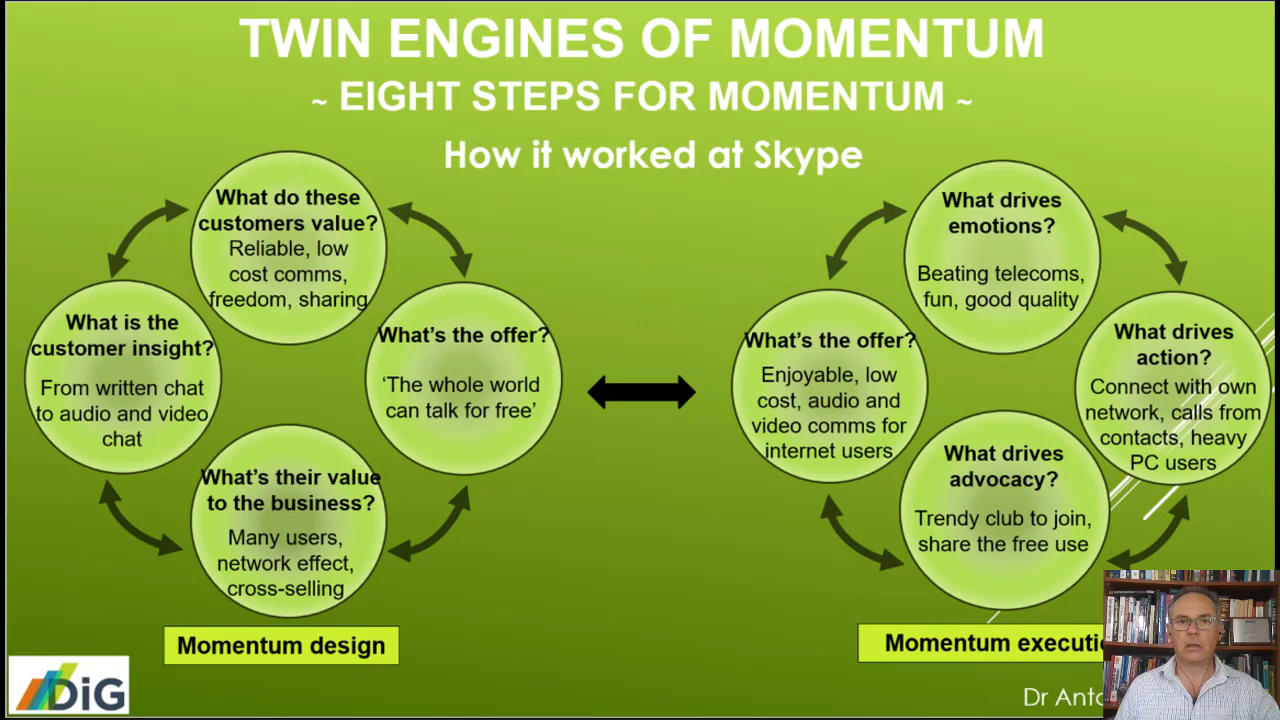 TWIN ENGINES OF MOMENTUM
~ EIGHT STEPS FOR MOMENTUM ~
How it worked at Skype
What do these
customers value?
Reliable, low
cost comms,
freedom, sharing
What is the
customer insight?
From written chat
to audio and video
chat
What's the offer?
‘The whole world
can talk for free’
What's their value
to the business?
Many users,
network effect,
cross-selling
Momentum design
What drives
emotions?
Beating telecoms,
fun, good quality
What's the offer?
Enjoyable, low
cost, audio and
video comms for
internet users
What drives
action?
Connect with own
network, calls from
contacts, heavy
PC users
What drives
advocacy?
Trendy club to join,
share the free use
Momentum executi
DiG
Dr Anto